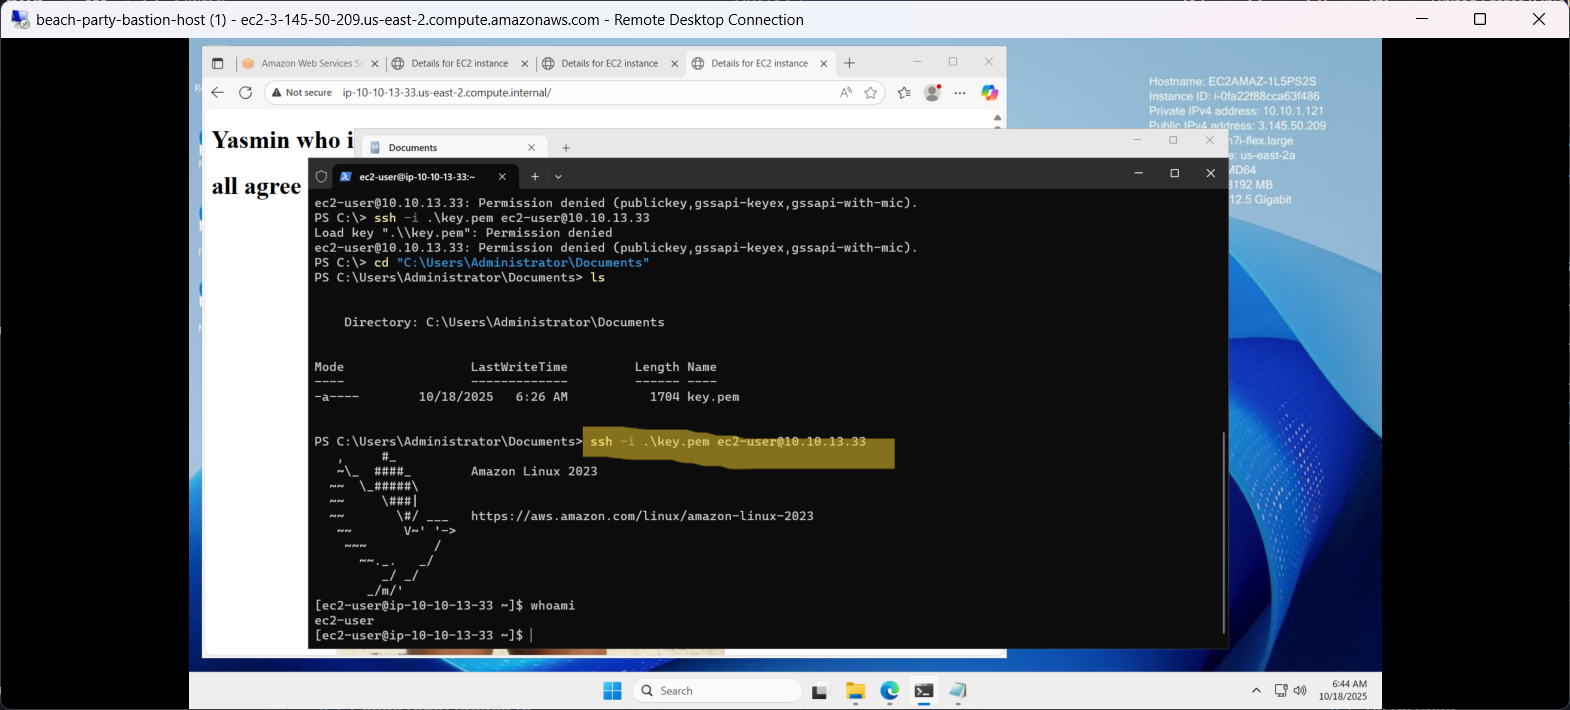 beach-party-bastion-host (1) - ec2-3-145-50-209.us-east-2.compute.amazonaws.com - Remote Desktop Connection
Amazon Web Services S
Details for EC2 instance
Details for EC2 instance
Details for EC2 instance
Not secure ip-10-10-13-33.us-east-2.compute.internal/
Hostname: EC2AMAZ-1L5PS2S
Instance ID: i-0fa22f88cca63f486
Private IPv4 address: 10.10.1.121
Public IPv4 address: 3.145.50.209
7i-flex.large
: us-east-2a
MD64
8192 MB
12.5 Gigabit
Yasmin who i
all agree
Documents
ec2-user@ip-10-10-13-33:~
ec2-user@10.10.13.33: Permission denied (publickey,gssapi-keyex,gssapi-with-mic).
PS C:\> ssh -i .\key.pem ec2-user@10.10.13.33
Load key ".\\key.pem": Permission denied
ec2-user@10.10.13.33: Permission denied (publickey,gssapi-keyex,gssapi-with-mic).
PS C:\> cd "C:\Users\Administrator\Documents"
PS C:\Users\Administrator\Documents> ls
Directory: C:\Users\Administrator\Documents
Mode LastWriteTime Length Name
---- ------------- ------ ----
-a---- 10/18/2025 6:26 AM 1704 key.pem
PS C:\Users\Administrator\Documents> ssh -i .\key.pem ec2-user@10.10.13.33
   ,     #_
   ~\_  ####_        Amazon Linux 2023
  ~~  \_#####\
  ~~     \###|
  ~~       \#/ ___   https://aws.amazon.com/linux/amazon-linux-2023
   ~~       V~' '->
    ~~~         /
      ~~._.   _/
         _/ _/
       _/m/'
[ec2-user@ip-10-10-13-33 ~]$ whoami
ec2-user
[ec2-user@ip-10-10-13-33 ~]$
Search
6:44 AM
10/18/2025